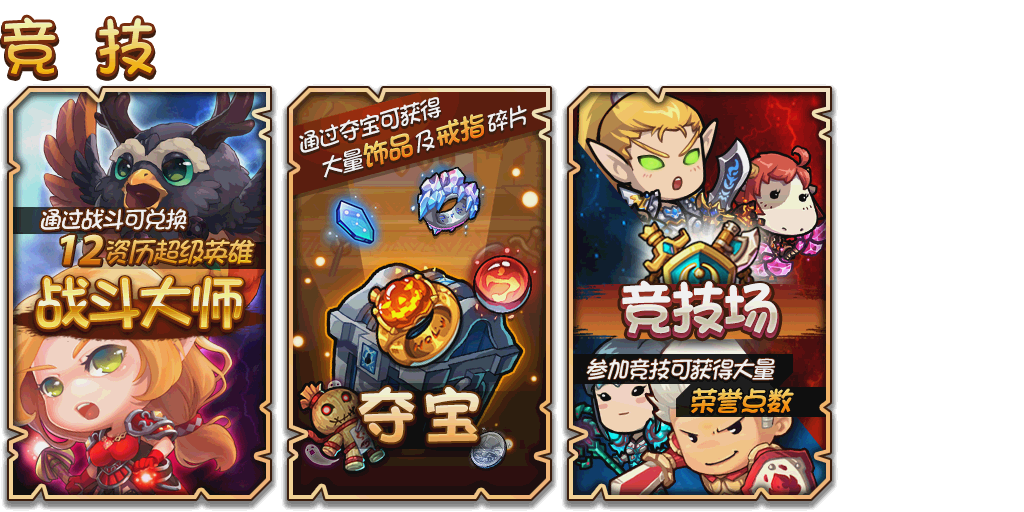 竞 技
通过战斗可兑换
12资历超级英雄
战斗大师
通过夺宝可获得
大量饰品及戒指碎片
夺宝
竞技场
参加竞技可获得大量
荣誉点数